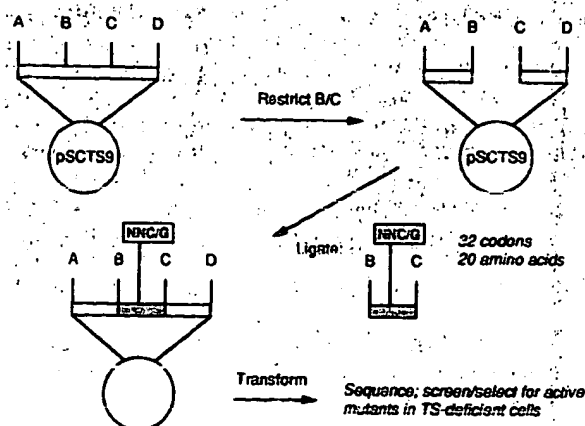 A B C D
A B C D
Restrict B/C
pSCTS9
pSCTS9
NNC/G
NNC/G
Ligate
32 codons
20 amino acids
A B C D
B C
Transform
Sequence; screen/select for active
mutants in TS-deficient cells